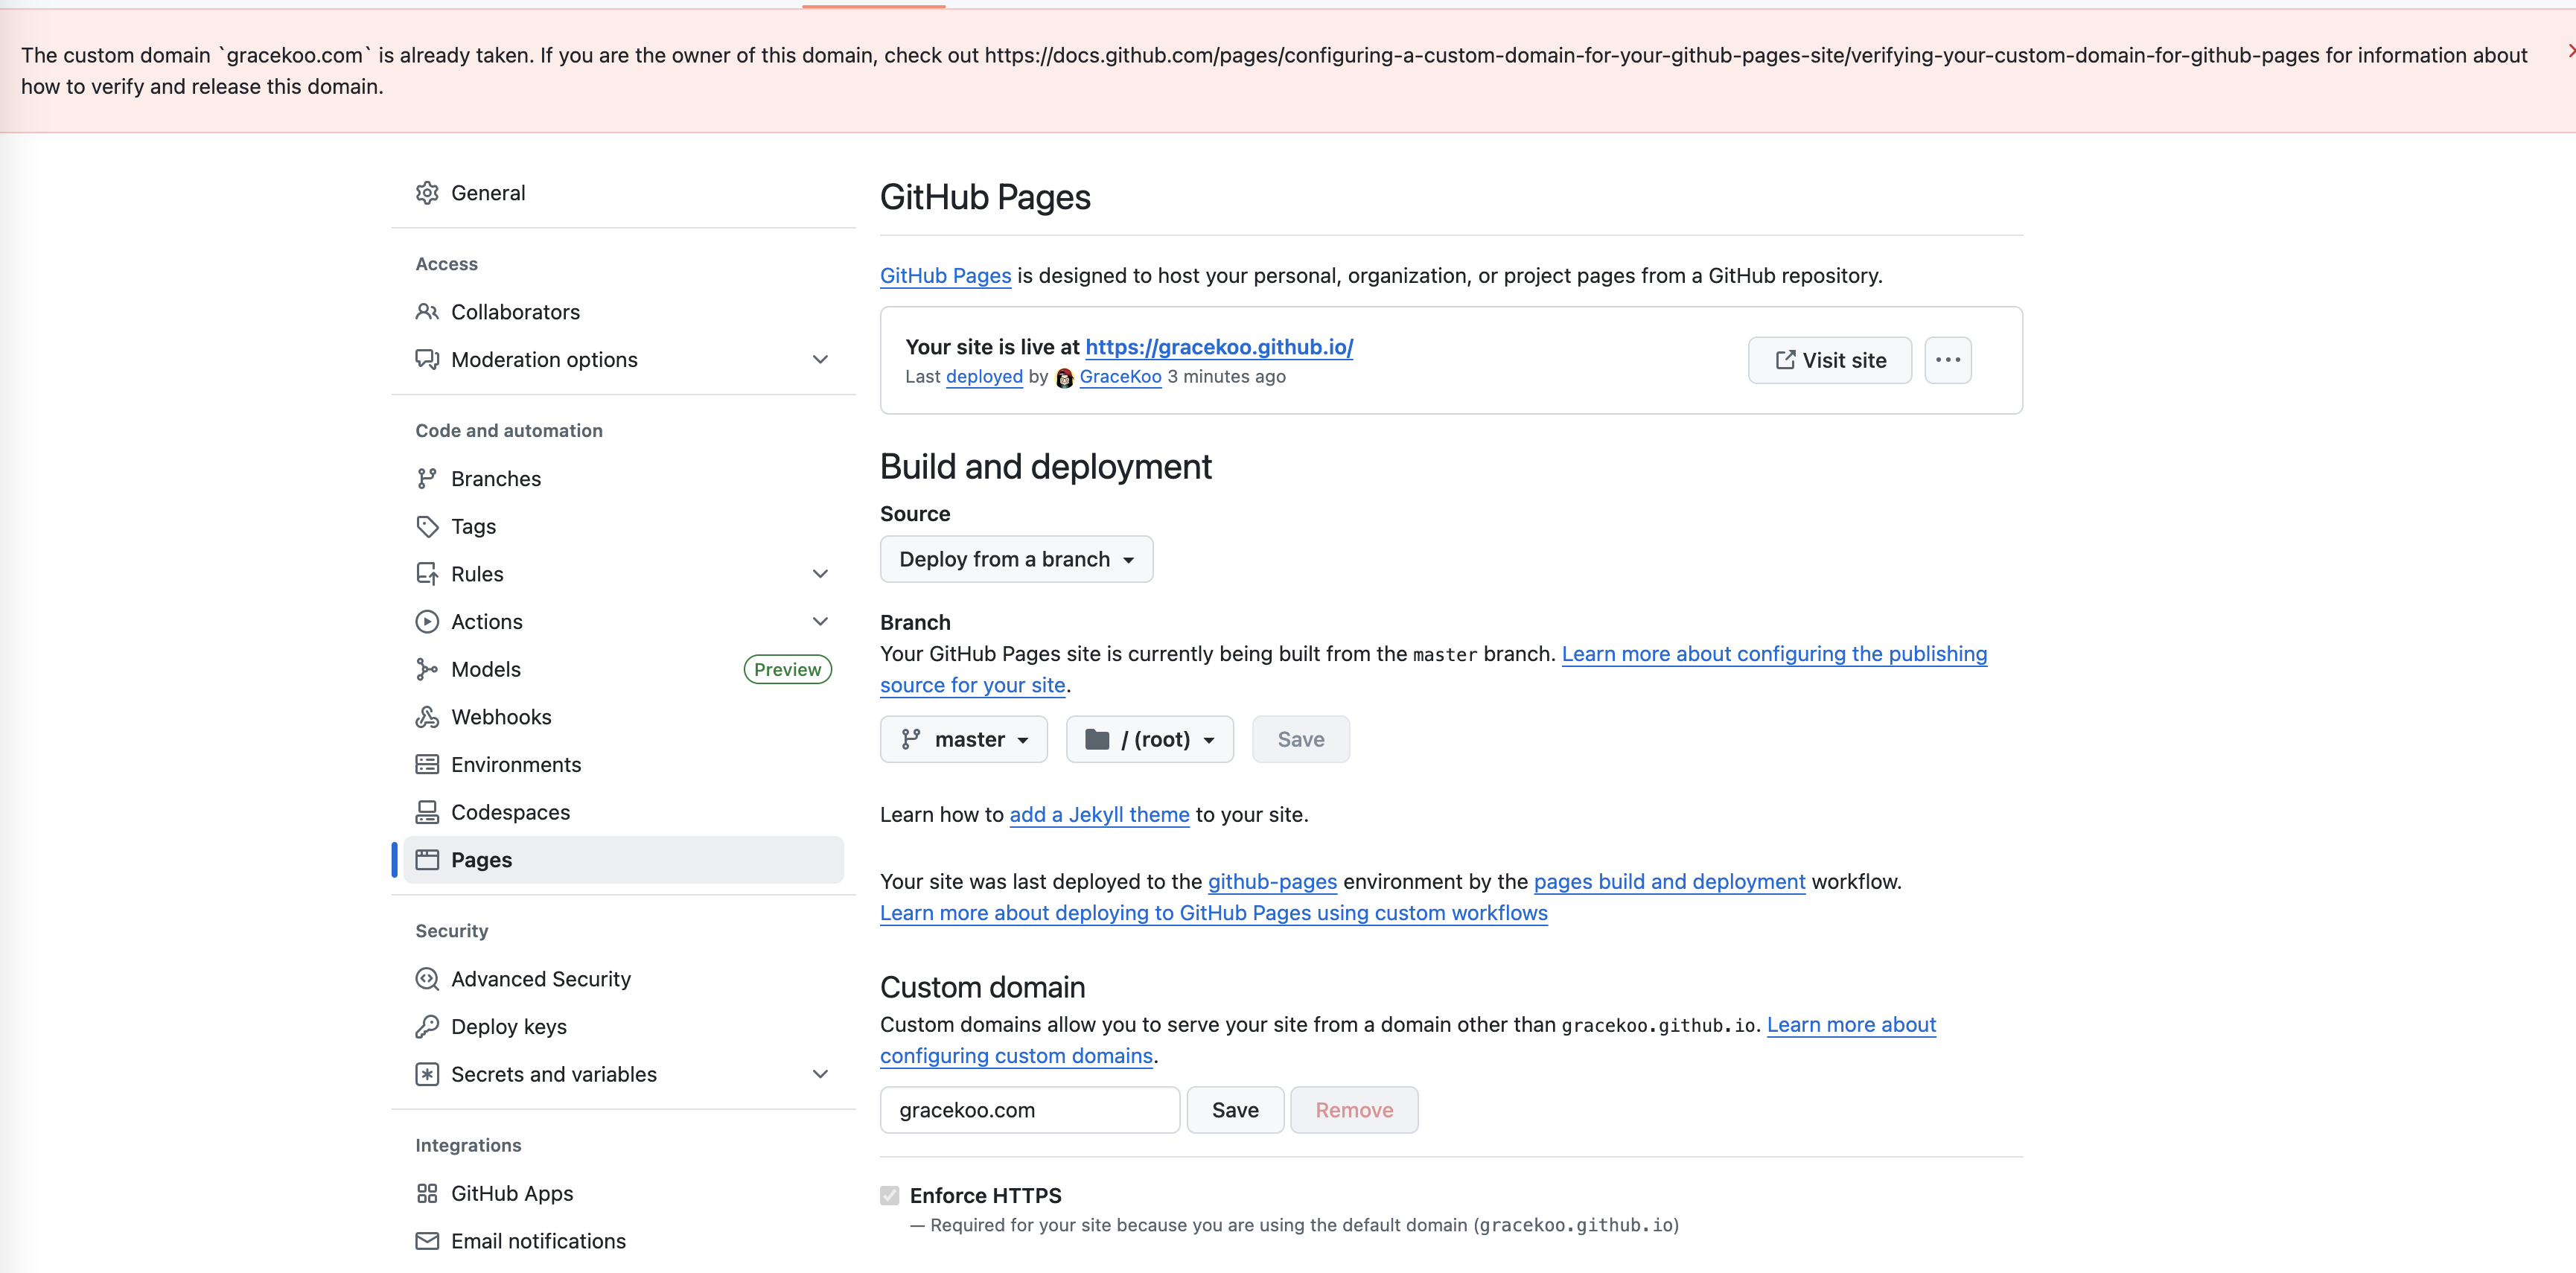 The custom domain `gracekoo.com` is already taken. If you are the owner of this domain, check out https://docs.github.com/pages/configuring-a-custom-domain-for-your-github-pages-site/verifying-your-custom-domain-for-github-pages for information about
how to verify and release this domain.
General
Access
Collaborators
Moderation options
Code and automation
Branches
Tags
Rules
Actions
Models Preview
Webhooks
Environments
Codespaces
Pages
Security
Advanced Security
Deploy keys
Secrets and variables
Integrations
GitHub Apps
Email notifications
GitHub Pages
GitHub Pages is designed to host your personal, organization, or project pages from a GitHub repository.
Your site is live at https://gracekoo.github.io/
Last deployed by GraceKoo 3 minutes ago
Visit site
Build and deployment
Source
Deploy from a branch
Branch
Your GitHub Pages site is currently being built from the master branch. Learn more about configuring the publishing
source for your site.
master / (root) Save
Learn how to add a Jekyll theme to your site.
Your site was last deployed to the github-pages environment by the pages build and deployment workflow.
Learn more about deploying to GitHub Pages using custom workflows
Custom domain
Custom domains allow you to serve your site from a domain other than gracekoo.github.io. Learn more about
configuring custom domains.
gracekoo.com Save Remove
Enforce HTTPS
— Required for your site because you are using the default domain (gracekoo.github.io)